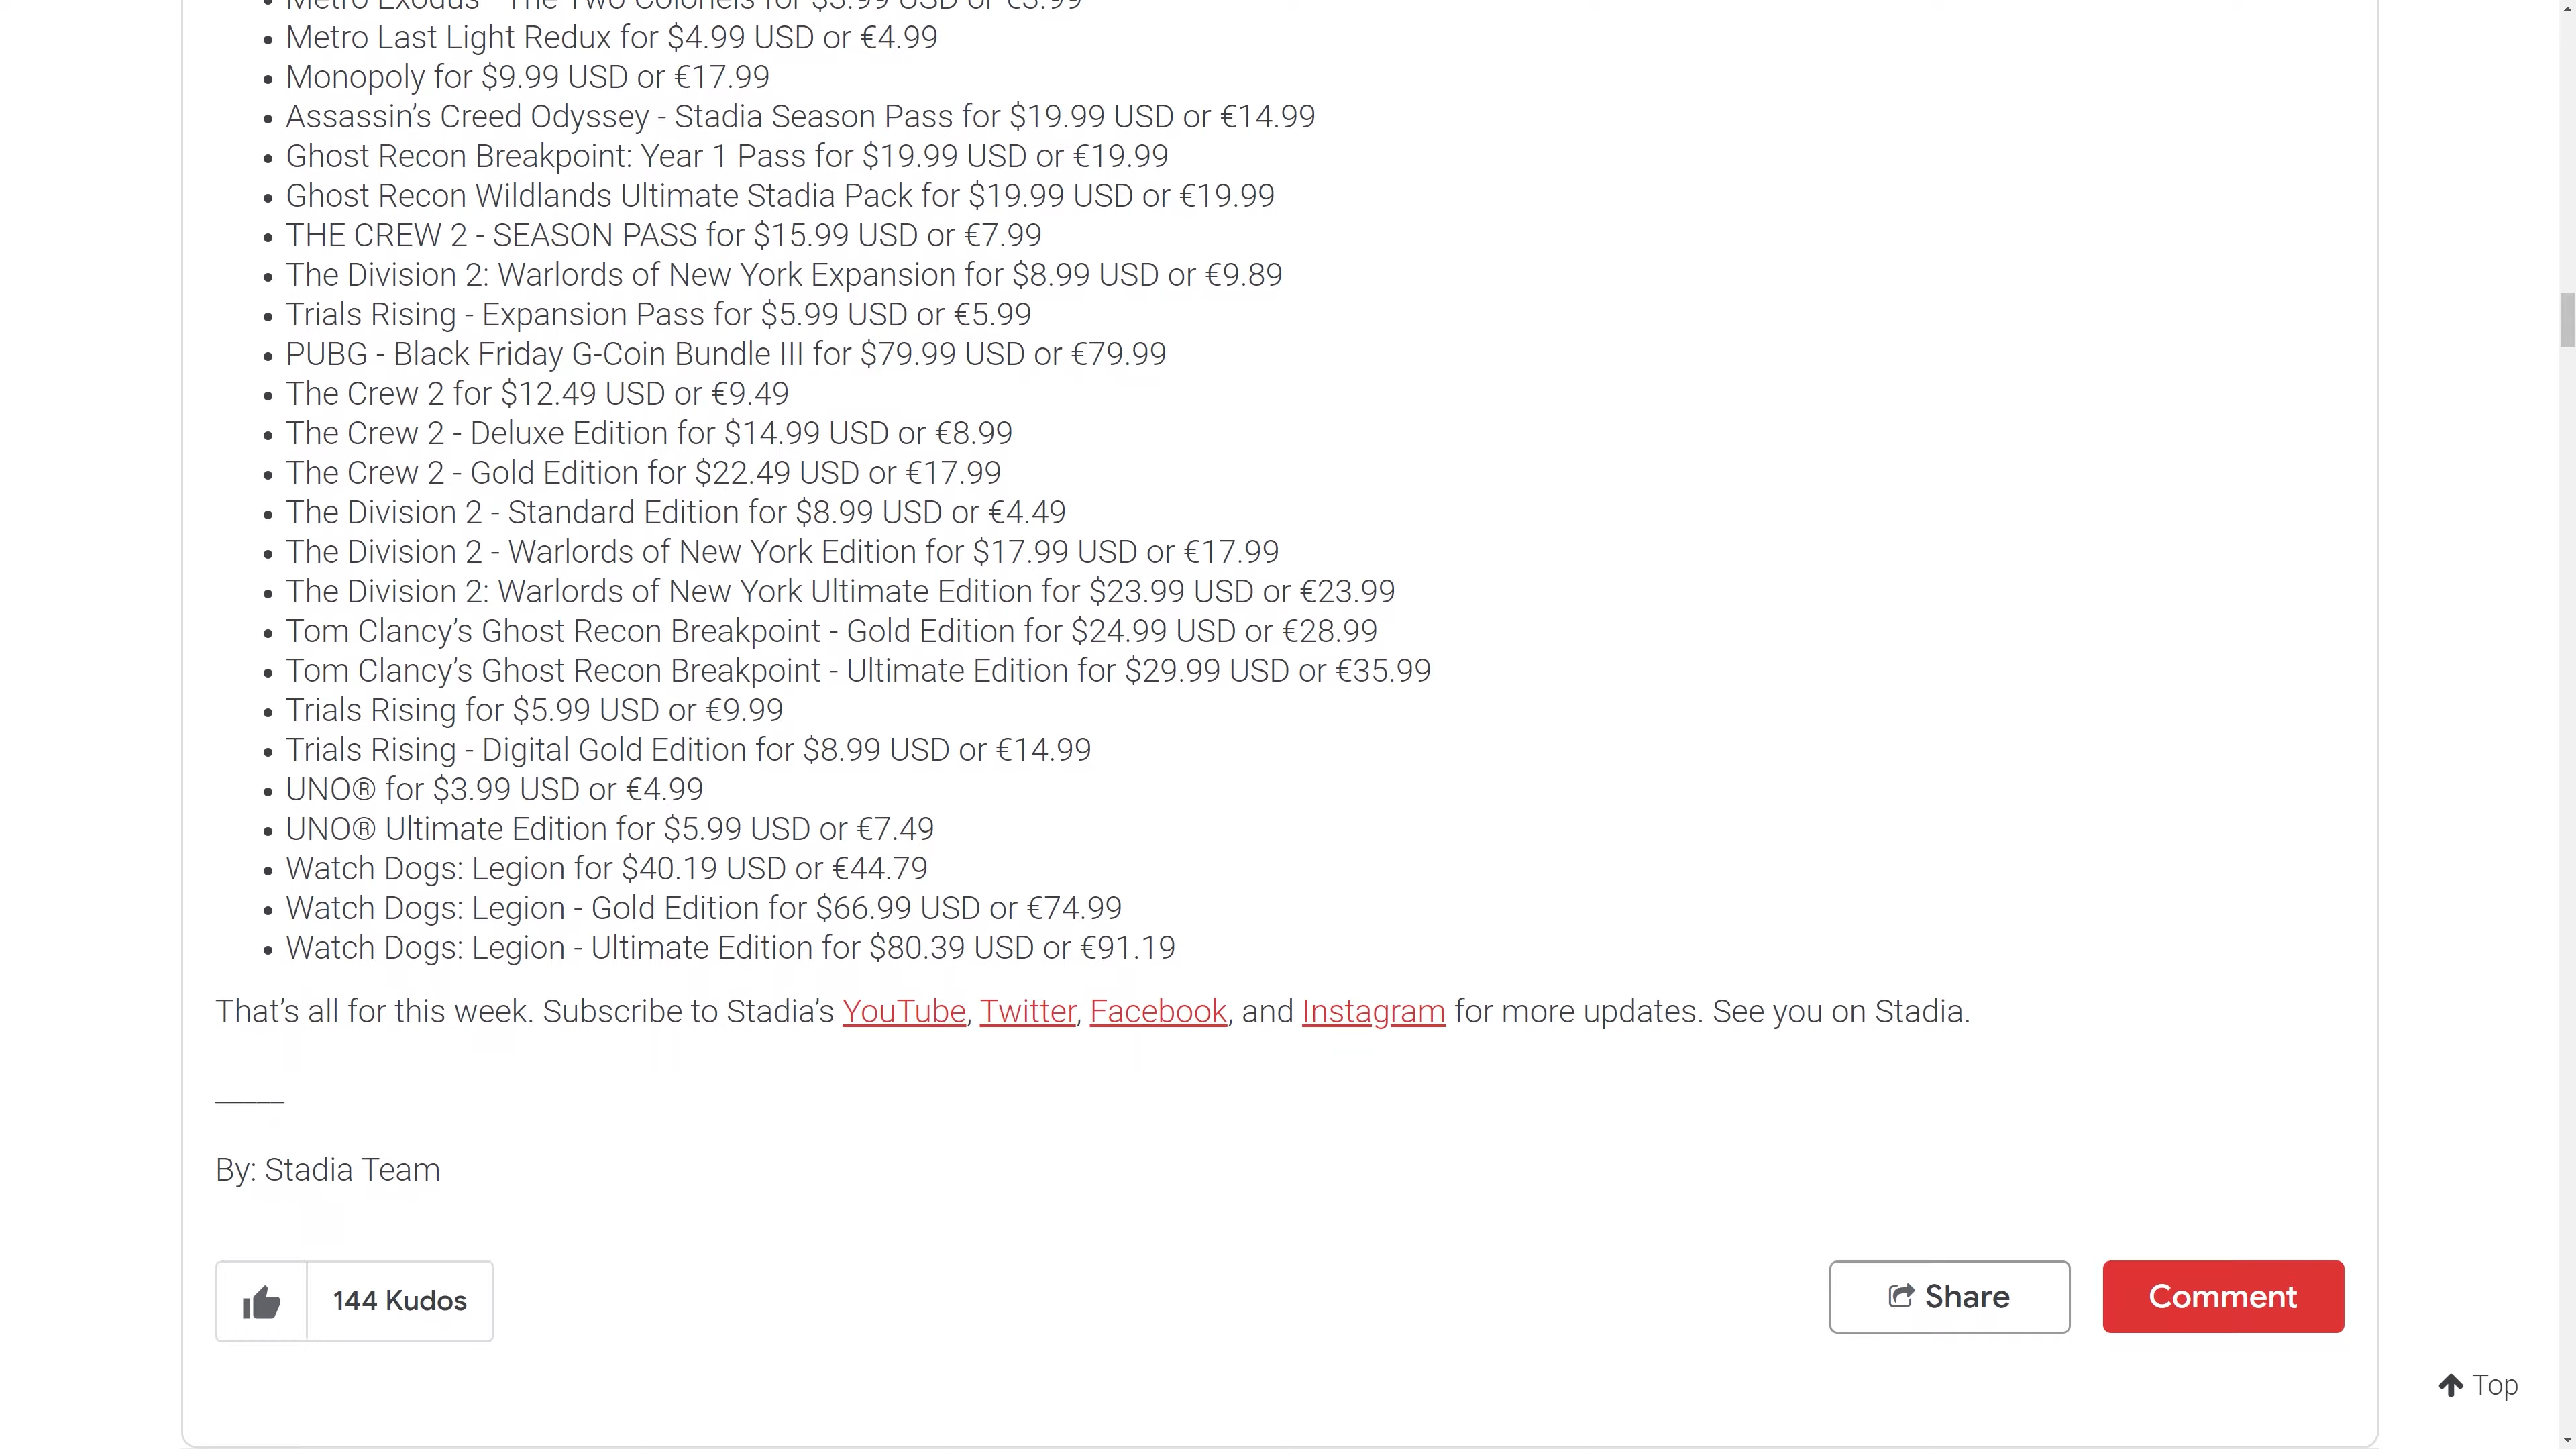 Metro Exodus - The Two Colonels for $3.99 USD or €3.99
Metro Last Light Redux for $4.99 USD or €4.99
Monopoly for $9.99 USD or €17.99
Assassin’s Creed Odyssey - Stadia Season Pass for $19.99 USD or €14.99
Ghost Recon Breakpoint: Year 1 Pass for $19.99 USD or €19.99
Ghost Recon Wildlands Ultimate Stadia Pack for $19.99 USD or €19.99
THE CREW 2 - SEASON PASS for $15.99 USD or €7.99
The Division 2: Warlords of New York Expansion for $8.99 USD or €9.89
Trials Rising - Expansion Pass for $5.99 USD or €5.99
PUBG - Black Friday G-Coin Bundle III for $79.99 USD or €79.99
The Crew 2 for $12.49 USD or €9.49
The Crew 2 - Deluxe Edition for $14.99 USD or €8.99
The Crew 2 - Gold Edition for $22.49 USD or €17.99
The Division 2 - Standard Edition for $8.99 USD or €4.49
The Division 2 - Warlords of New York Edition for $17.99 USD or €17.99
The Division 2: Warlords of New York Ultimate Edition for $23.99 USD or €23.99
Tom Clancy’s Ghost Recon Breakpoint - Gold Edition for $24.99 USD or €28.99
Tom Clancy’s Ghost Recon Breakpoint - Ultimate Edition for $29.99 USD or €35.99
Trials Rising for $5.99 USD or €9.99
Trials Rising - Digital Gold Edition for $8.99 USD or €14.99
UNO® for $3.99 USD or €4.99
UNO® Ultimate Edition for $5.99 USD or €7.49
Watch Dogs: Legion for $40.19 USD or €44.79
Watch Dogs: Legion - Gold Edition for $66.99 USD or €74.99
Watch Dogs: Legion - Ultimate Edition for $80.39 USD or €91.19
That’s all for this week. Subscribe to Stadia’s YouTube, Twitter, Facebook, and Instagram for more updates. See you on Stadia.
_____
By: Stadia Team
144 Kudos
Share
Comment
Top